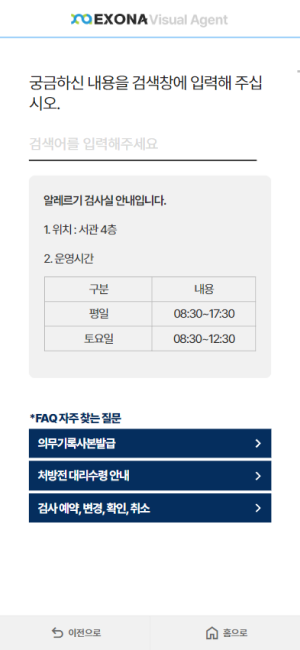 EXONA Visual Agent
궁금하신 내용을 검색창에 입력해 주십
시오.
검색어를 입력해주세요
알레르기 검사실 안내입니다.
1. 위치 : 서관 4층
2. 운영시간
구분 내용
평일 08:30~17:30
토요일 08:30~12:30
*FAQ 자주 찾는 질문
의무기록사본발급
처방전 대리수령 안내
검사 예약, 변경, 확인, 취소
이전으로 홈으로